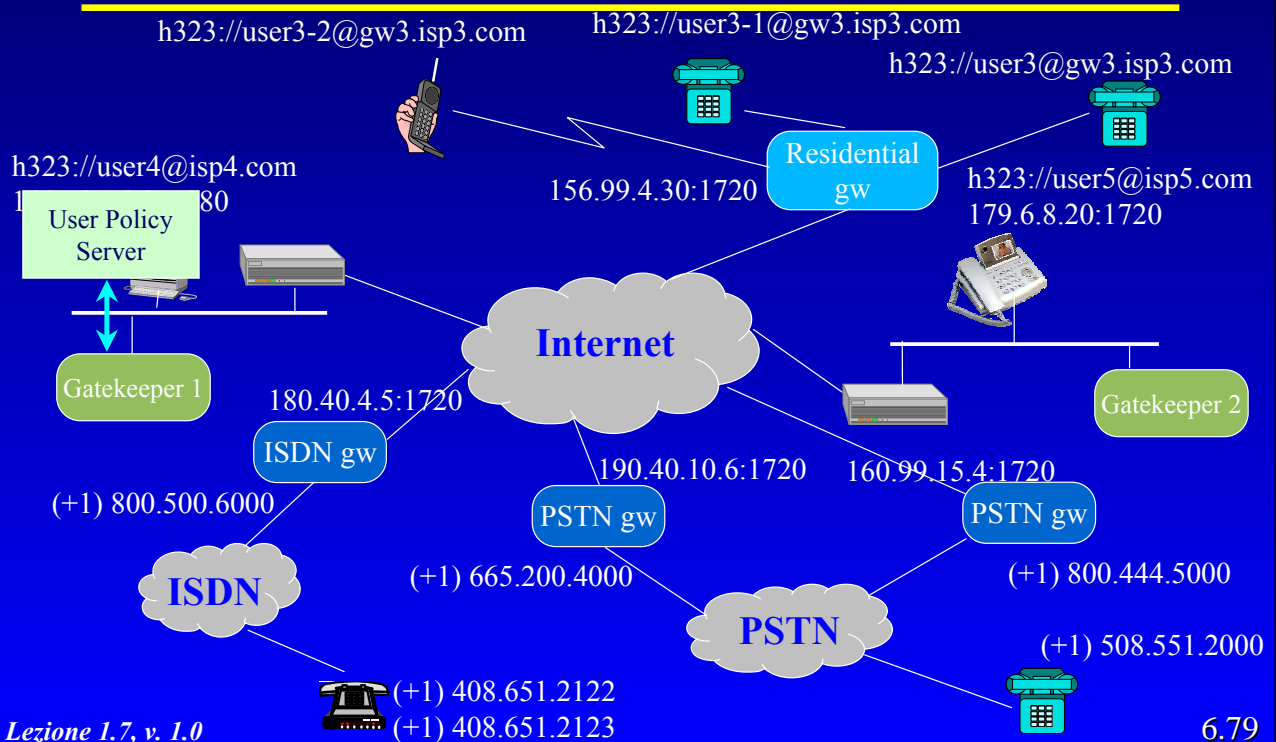 h323://user3-2@gw3.isp3.com
h323://user3-1@gw3.isp3.com
h323://user3@gw3.isp3.com
Residential
gw
156.99.4.30:1720
h323://user4@isp4.com
80
User Policy
Server
h323://user5@isp5.com
179.6.8.20:1720
Internet
Gatekeeper 1
Gatekeeper 2
180.40.4.5:1720
ISDN gw
190.40.10.6:1720
160.99.15.4:1720
(+1) 800.500.6000
PSTN gw
PSTN gw
(+1) 665.200.4000
(+1) 800.444.5000
ISDN
PSTN
(+1) 508.551.2000
(+1) 408.651.2122
(+1) 408.651.2123
Lezione 1.7, v. 1.0
6.79